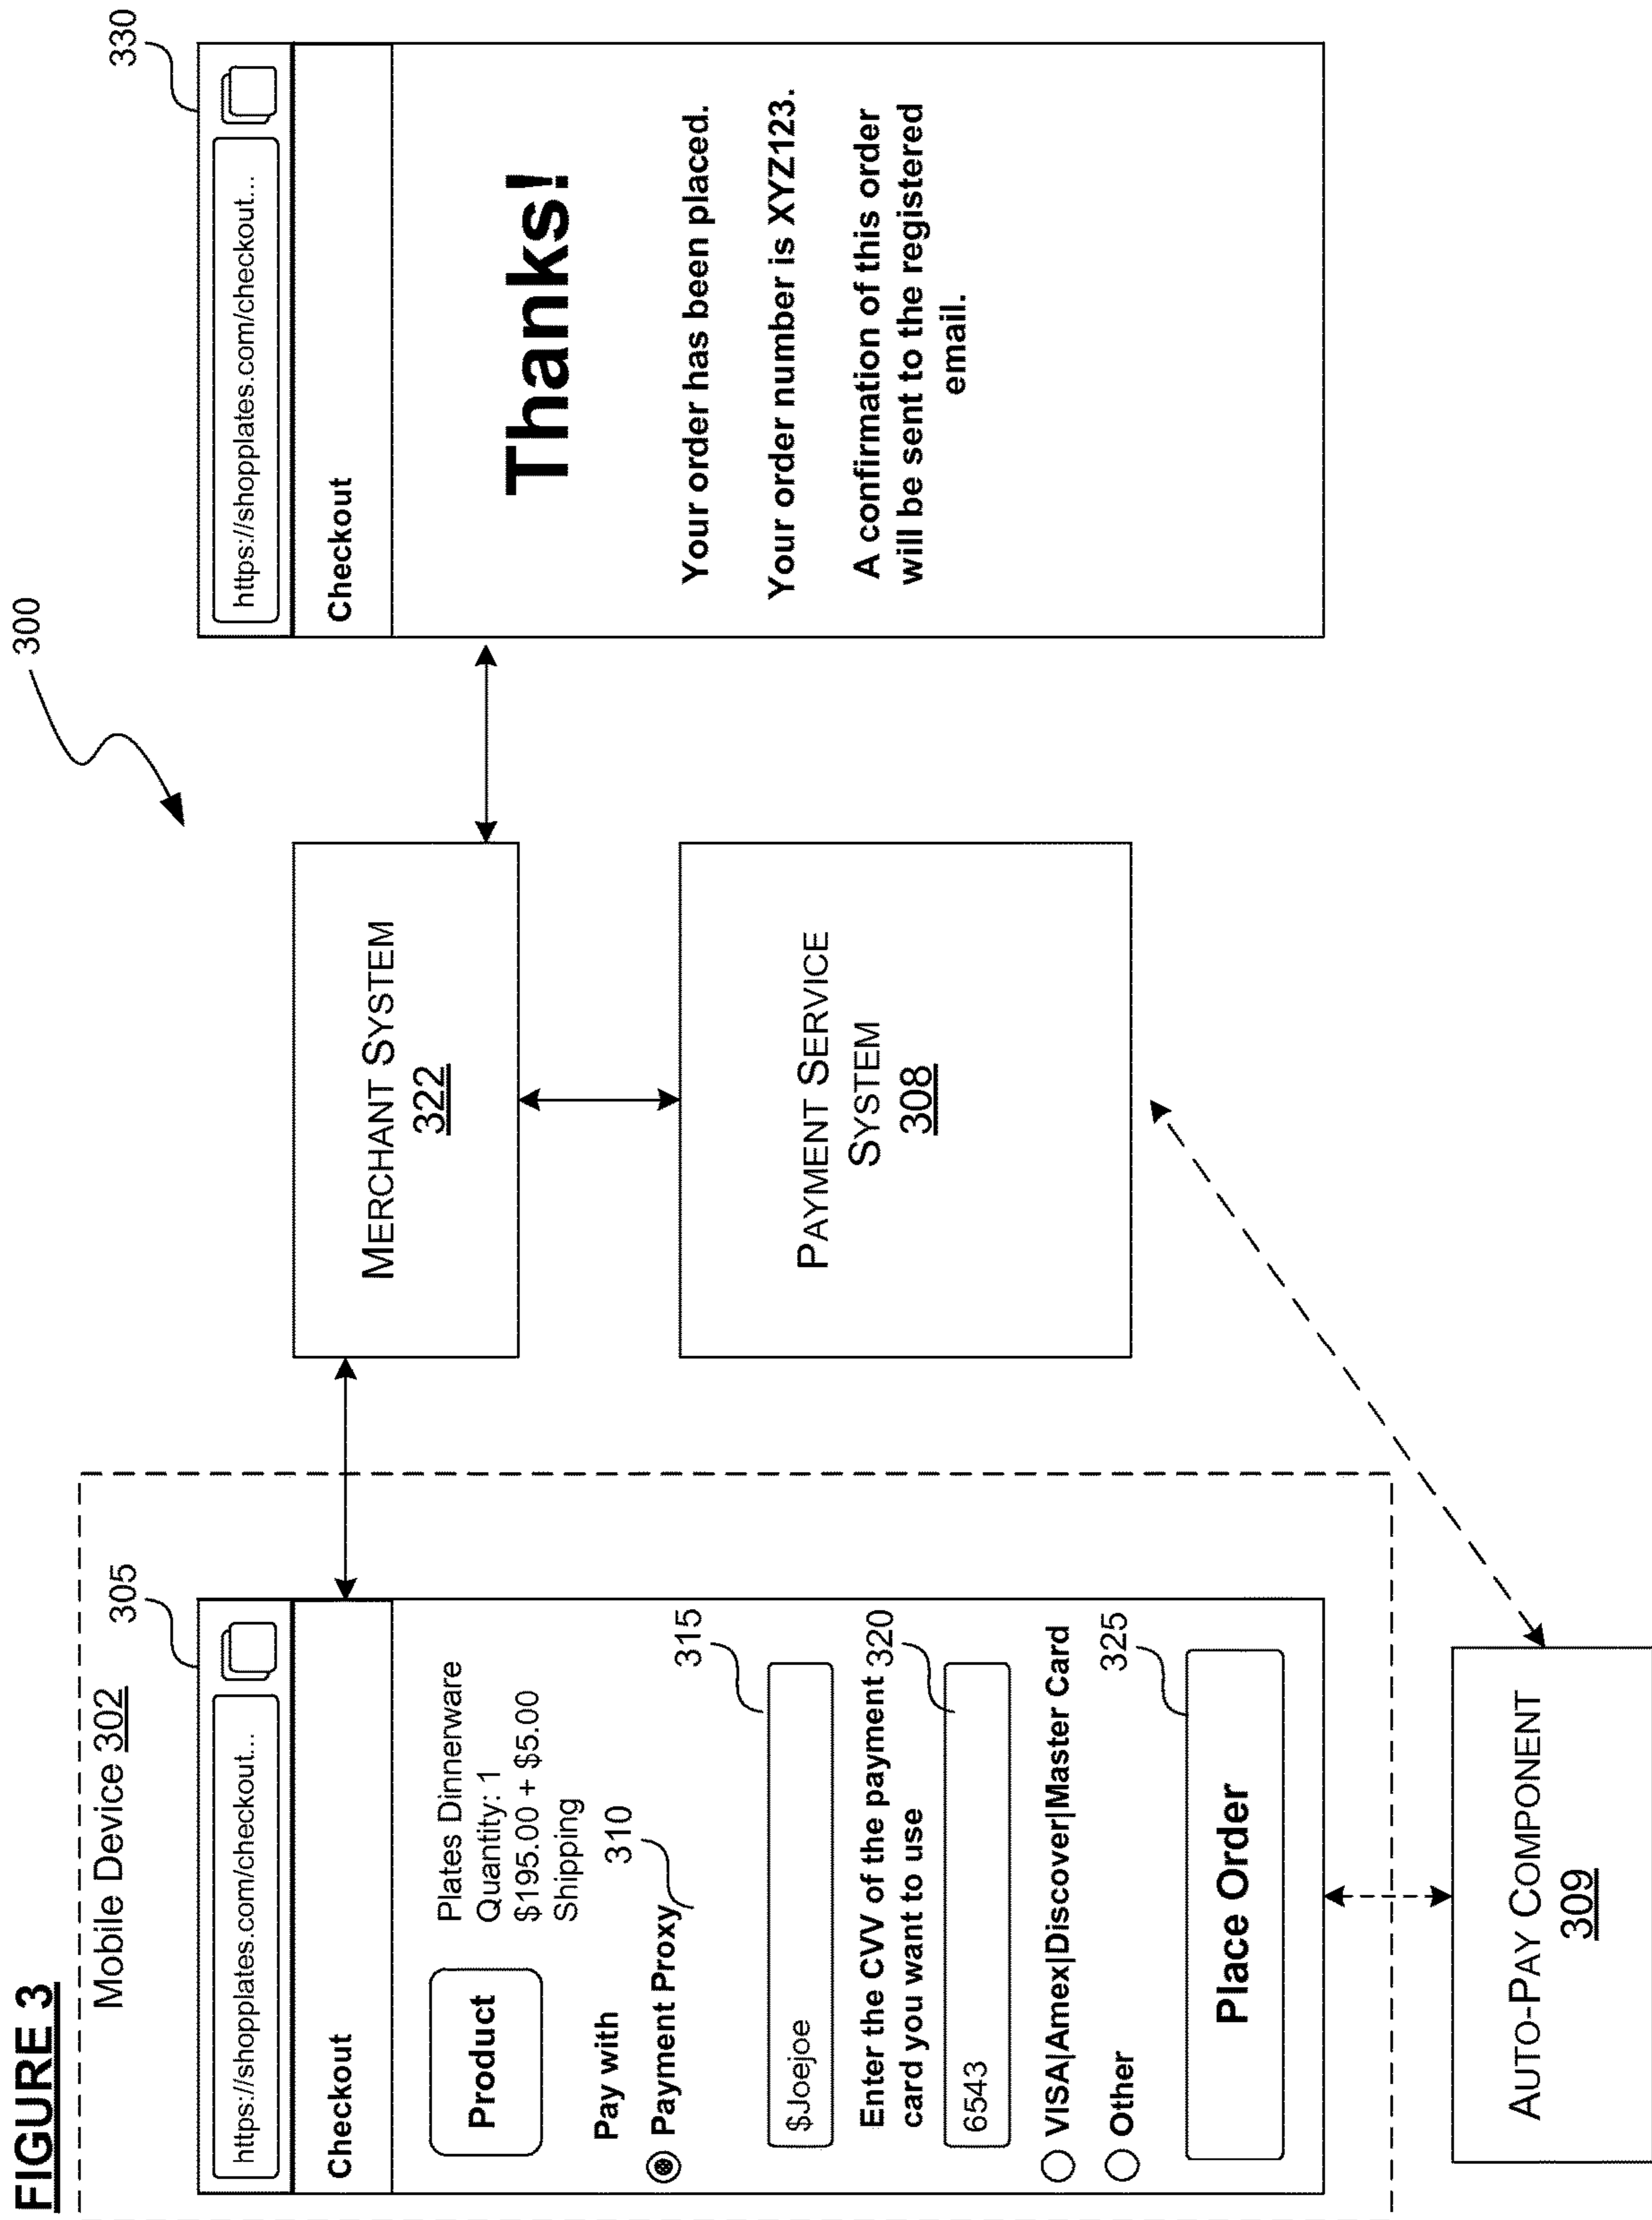 FIGURE 3
Mobile Device 302
305
https://shopplates.com/checkout...
Checkout
Product
Plates Dinnerware
Quantity: 1
$195.00 + $5.00
Shipping
Pay with
310
Payment Proxy
315
$Joejoe
Enter the CVV of the payment
card you want to use
320
6543
VISA|Amex|Discover|Master Card
Other
325
Place Order
AUTO-PAY COMPONENT
309
300
MERCHANT SYSTEM
322
PAYMENT SERVICE
SYSTEM
308
330
https://shopplates.com/checkout...
Checkout
Thanks!
Your order has been placed.
Your order number is XYZ123.
A confirmation of this order
will be sent to the registered
email.